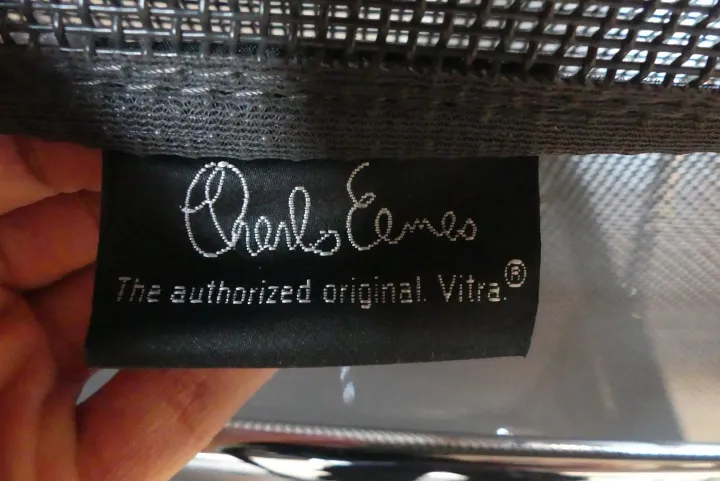 Charles Eames
The authorized original. Vitra.®